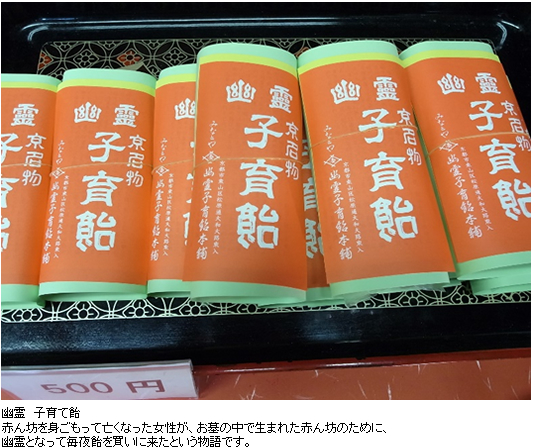 幽霊
京名物
子育飴
みなとや
幽霊子育飴本舗
500 円
幽霊　子育て飴
赤ん坊を身ごもって亡くなった女性が、お墓の中で生まれた赤ん坊のために、
幽霊となって毎夜飴を買いに来たという物語です。